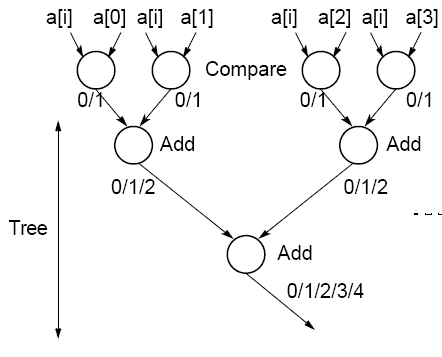 a[i] a[0] a[i] a[1] a[i] a[2] a[i] a[3]
Compare
0/1 0/1 0/1 0/1
Add Add
0/1/2 0/1/2
Tree
Add
0/1/2/3/4